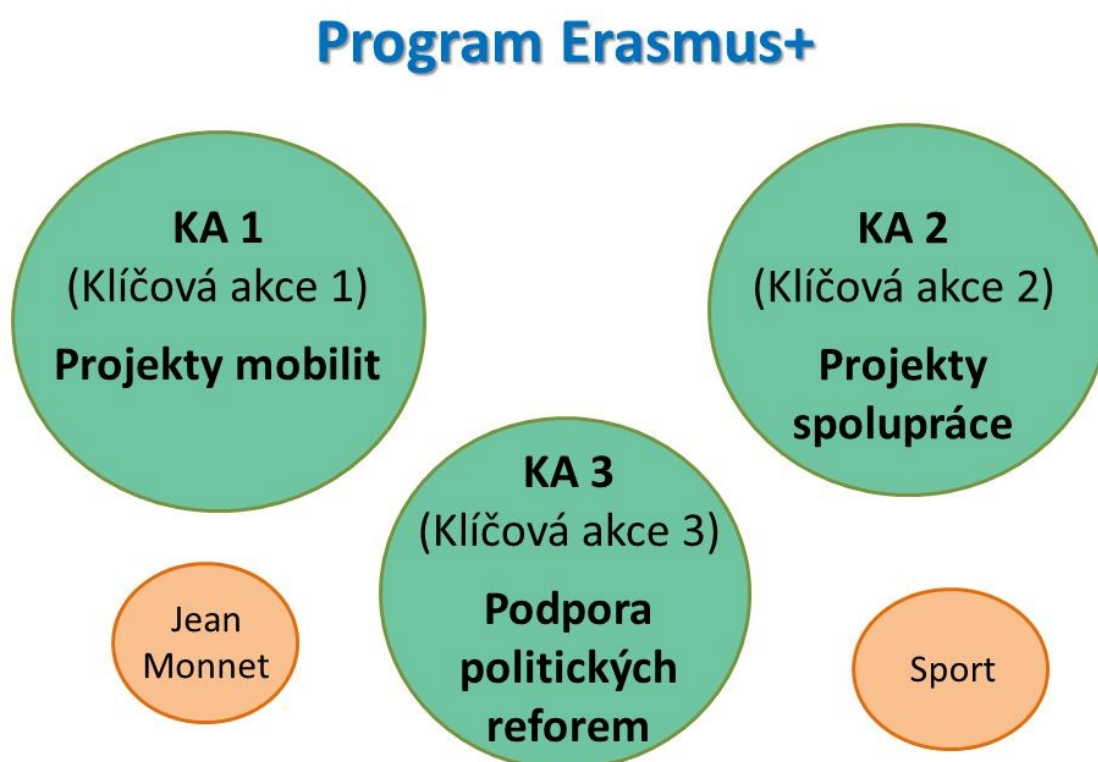 Program Erasmus+
KA 1
(Klíčová akce 1)
Projekty mobilit
KA 2
(Klíčová akce 2)
Projekty
spolupráce
KA 3
(Klíčová akce 3)
Podpora
politických
reforem
Jean
Monnet
Sport